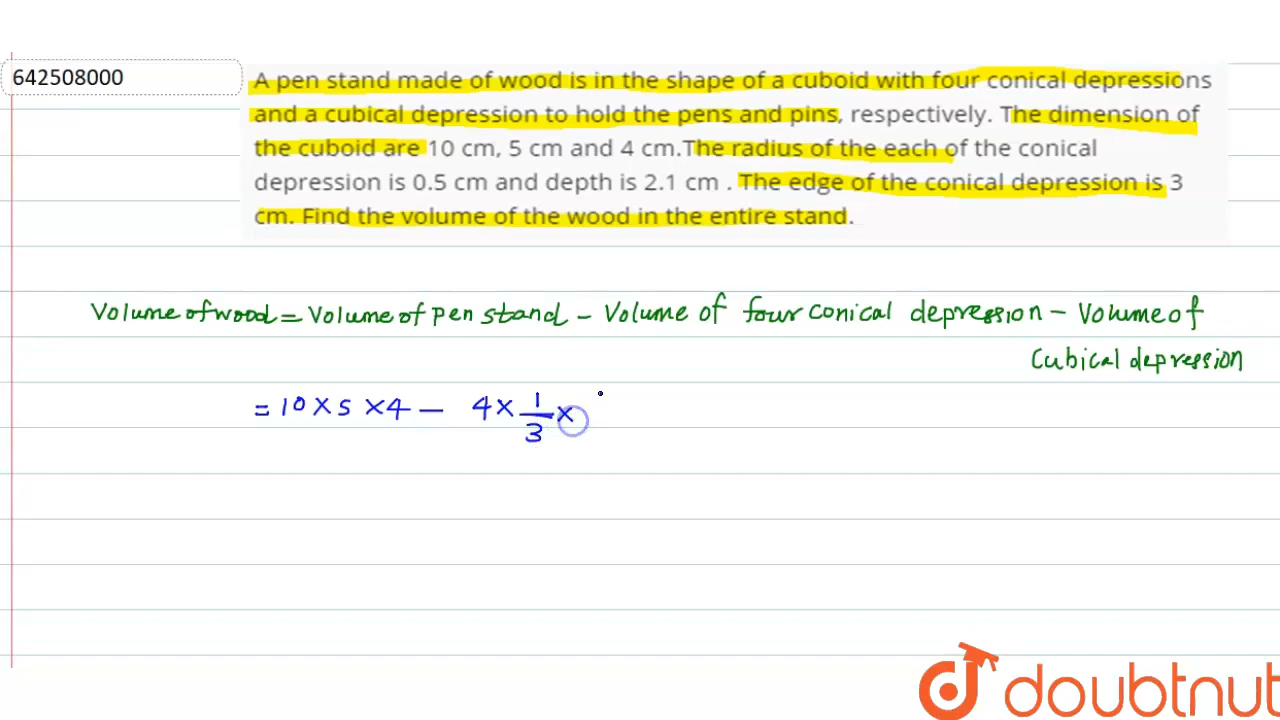 642508000
A pen stand made of wood is in the shape of a cuboid with four conical depressions
and a cubical depression to hold the pens and pins, respectively. The dimension of
the cuboid are 10 cm, 5 cm and 4 cm.The radius of the each of the conical
depression is 0.5 cm and depth is 2.1 cm . The edge of the conical depression is 3
cm. Find the volume of the wood in the entire stand.
Volume of wood = Volume of pen stand - Volume of four conical depression - Volume of
Cubical depression
= 10 × 5 × 4 - 4 × 1/3 ×
doubtnut